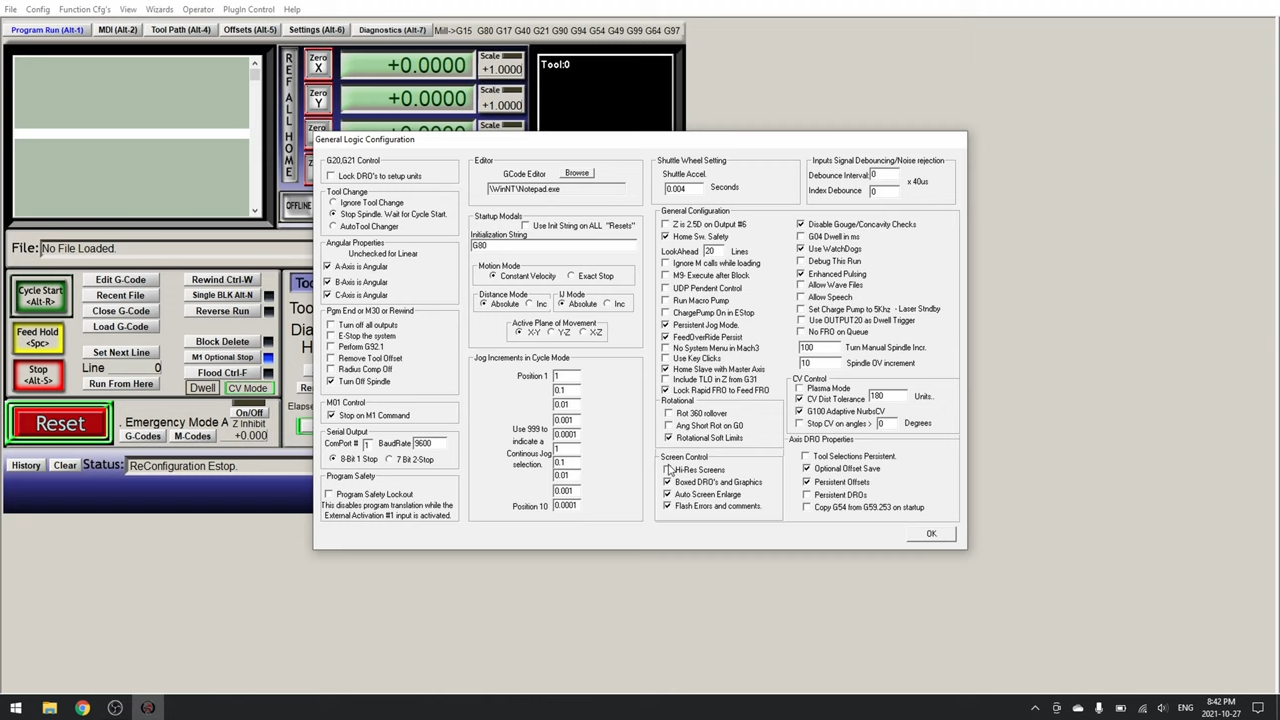 File Config Function Cfg's View Wizards Operator PlugIn Control Help
Program Run (Alt-1) MDI (Alt-2) Tool Path (Alt-4) Offsets (Alt-5) Settings (Alt-6) Diagnostics (Alt-7) Mill->G15 G80 G17 G40 G21 G90 G94 G54 G49 G99 G64 G97
REF ALL HOME
Zero X +0.0000 Scale +1.0000
Zero Y +0.0000 Scale +1.0000
Zero
Tool:0
OFFLINE
File: No File Loaded.
Cycle Start <Alt-R>
Feed Hold <Spc>
Stop <Alt-S>
Edit G-Code
Recent File
Close G-Code
Load G-Code
Set Next Line
Line 0
Run From Here
Rewind Ctrl-W
Single BLK Alt-N
Reverse Run
Block Delete
M1 Optional Stop
Flood Ctrl-F
Dwell CV Mode
Reset
. Emergency Mode A
G-Codes M-Codes
On/Off
Z Inhibit
+0.000
History Clear Status: ReConfiguration Estop.
General Logic Configuration
G20,G21 Control
Lock DRO's to setup units
Tool Change
Ignore Tool Change
Stop Spindle. Wait for Cycle Start.
AutoTool Changer
Angular Properties
Unchecked for Linear
A-Axis is Angular
B-Axis is Angular
C-Axis is Angular
Pgm End or M30 or Rewind
Turn off all outputs
E-Stop the system
Perform G92.1
Remove Tool Offset
Radius Comp Off
Turn Off Spindle
M01 Control
Stop on M1 Command
Serial Output
ComPort # 1 BaudRate 9600
8-Bit 1 Stop 7 Bit 2-Stop
Program Safety
Program Safety Lockout
This disables program translation while the
External Activation #1 input is activated.
Editor
GCode Editor Browse
\WinNT\Notepad.exe
Startup Modals
Use Init String on ALL "Resets"
Initialization String
G80
Motion Mode
Constant Velocity Exact Stop
Distance Mode
Absolute Inc
IJ Mode
Absolute Inc
Active Plane of Movement
X-Y Y-Z X-Z
Jog Increments in Cycle Mode
Position 1 1
0.1
0.01
0.001
Use 999 to indicate a Continous Jog selection.
0.0001
1
0.1
0.01
0.001
Position 10 0.0001
Shuttle Wheel Setting
Shuttle Accel.
0.004 Seconds
General Configuration
Z is 2.5D on Output #6
Home Sw. Safety
LookAhead 20 Lines
Ignore M calls while loading
M9- Execute after Block
UDP Pendent Control
Run Macro Pump
ChargePump On in EStop
Persistent Jog Mode.
FeedOverRide Persist
No System Menu in Mach3
Use Key Clicks
Home Slave with Master Axis
Include TLO in Z from G31
Lock Rapid FRO to Feed FRO
Rotational
Rot 360 rollover
Ang Short Rot on G0
Rotational Soft Limits
Screen Control
Hi-Res Screens
Boxed DRO's and Graphics
Auto Screen Enlarge
Flash Errors and comments.
Inputs Signal Debouncing/Noise rejection
Debounce Interval: 0 x 40us
Index Debounce 0
Disable Gouge/Concavity Checks
G04 Dwell in ms
Use WatchDogs
Debug This Run
Enhanced Pulsing
Allow Wave Files
Allow Speech
Set Charge Pump to 5Khz - Laser Stndby
Use OUTPUT20 as Dwell Trigger
No FRO on Queue
100 Turn Manual Spindle Incr.
10 Spindle OV increment
CV Control
Plasma Mode
CV Dist Tolerance 180 Units..
G100 Adaptive NurbsCV
Stop CV on angles > 0 Degrees
Axis DRO Properties
Tool Selections Persistent.
Optional Offset Save
Persistent Offsets
Persistent DROs
Copy G54 from G59.253 on startup
OK
ENG
8:42 PM
2021-10-27